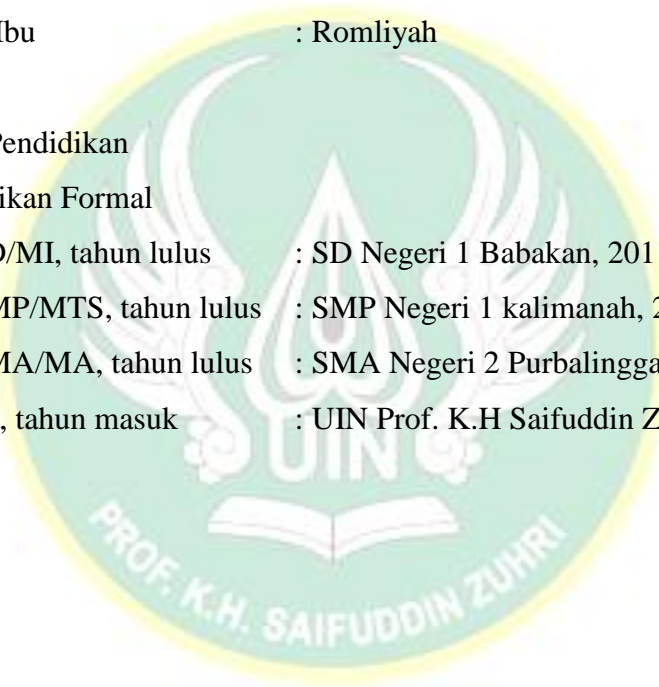 Ibu : Romliyah
Pendidikan
ikan Formal
/MI, tahun lulus : SD Negeri 1 Babakan, 201
MP/MTS, tahun lulus : SMP Negeri 1 kalimanah, 2
MA/MA, tahun lulus : SMA Negeri 2 Purbalingga
, tahun masuk : UIN Prof. K.H Saifuddin Z
UIN
PROF. K.H. SAIFUDDIN ZUHRI